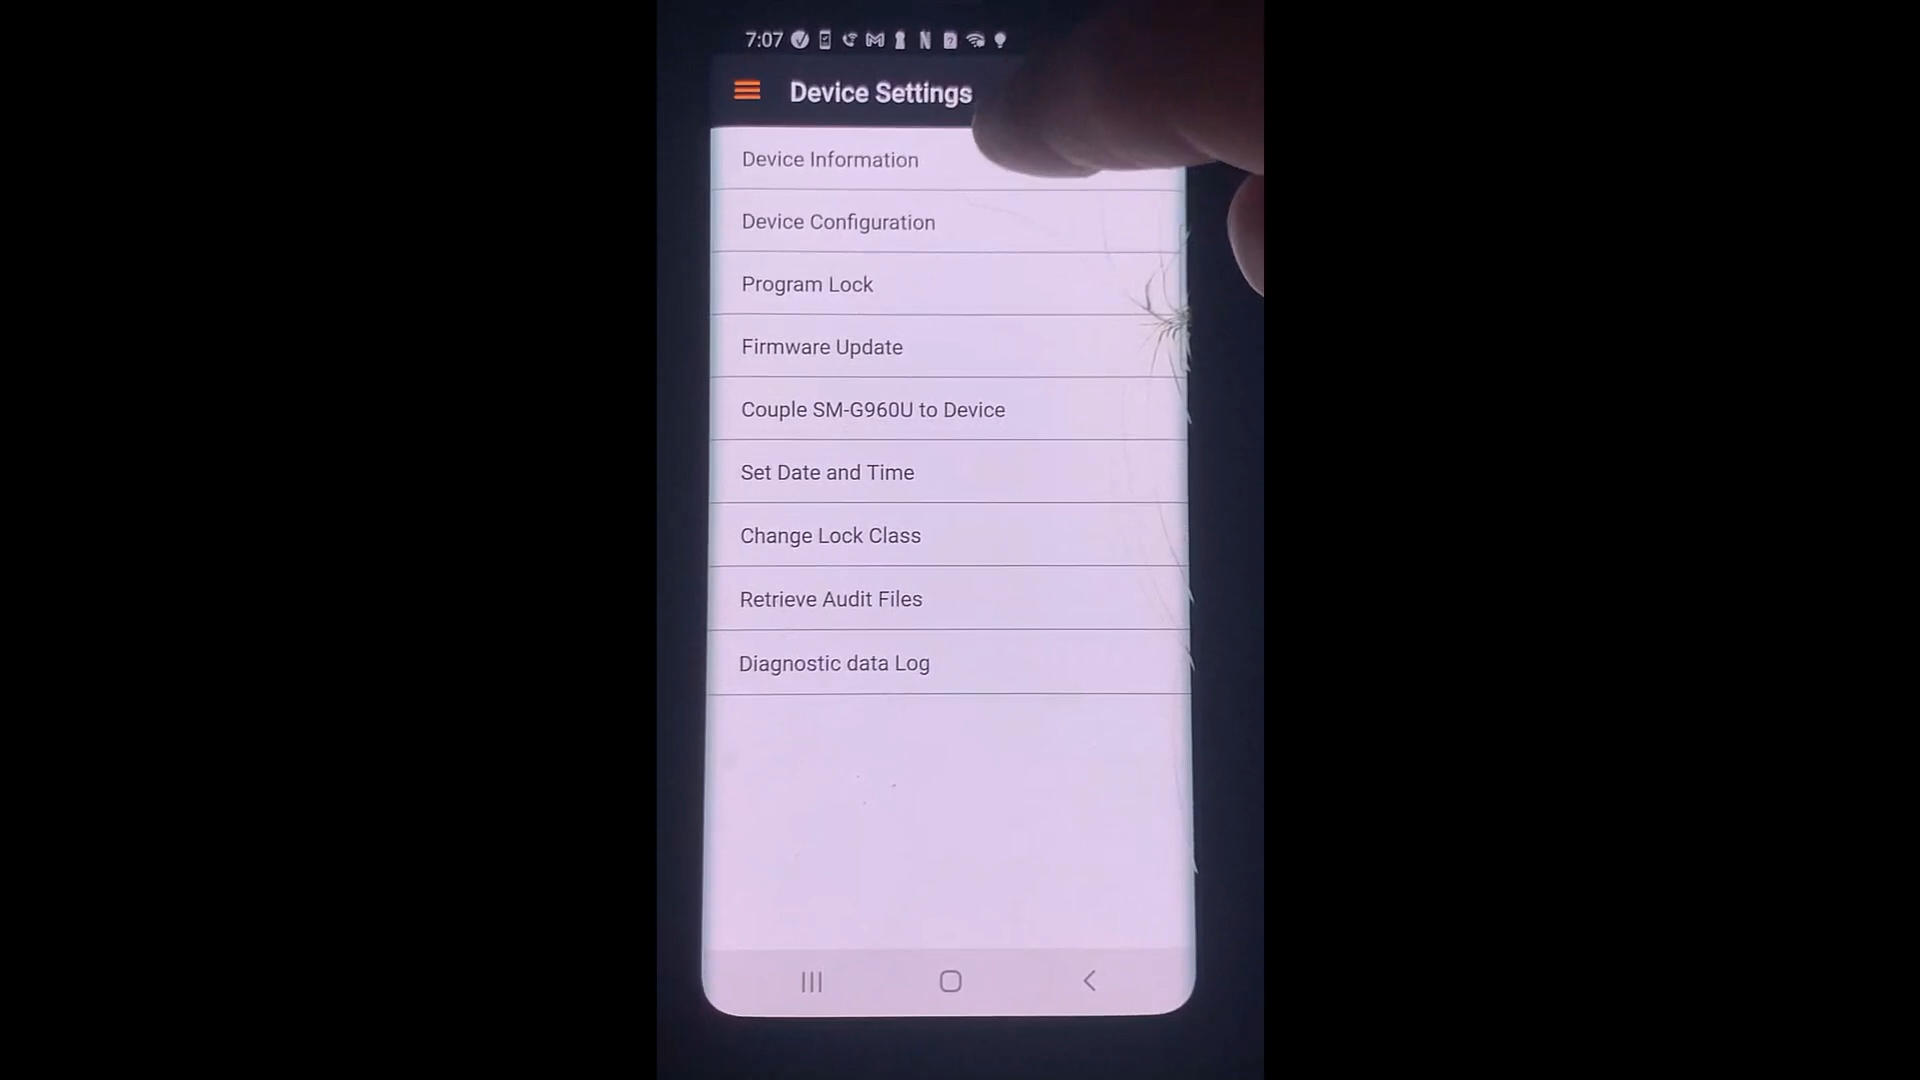 7:07
Device Settings
Device Information
Device Configuration
Program Lock
Firmware Update
Couple SM-G960U to Device
Set Date and Time
Change Lock Class
Retrieve Audit Files
Diagnostic data Log